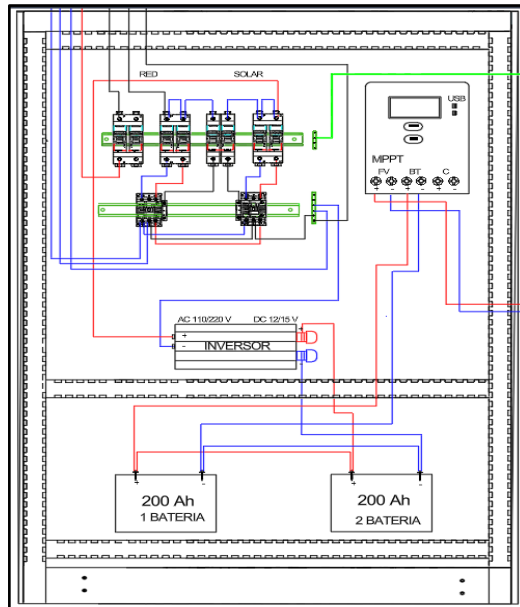 RED SOLAR
USB
MPPT
FV BT C
+ - + - + -
AC 110/220 V DC 12/15 V
+
- INVERSOR
+
-
+ - + -
200 Ah 200 Ah
1 BATERIA 2 BATERIA